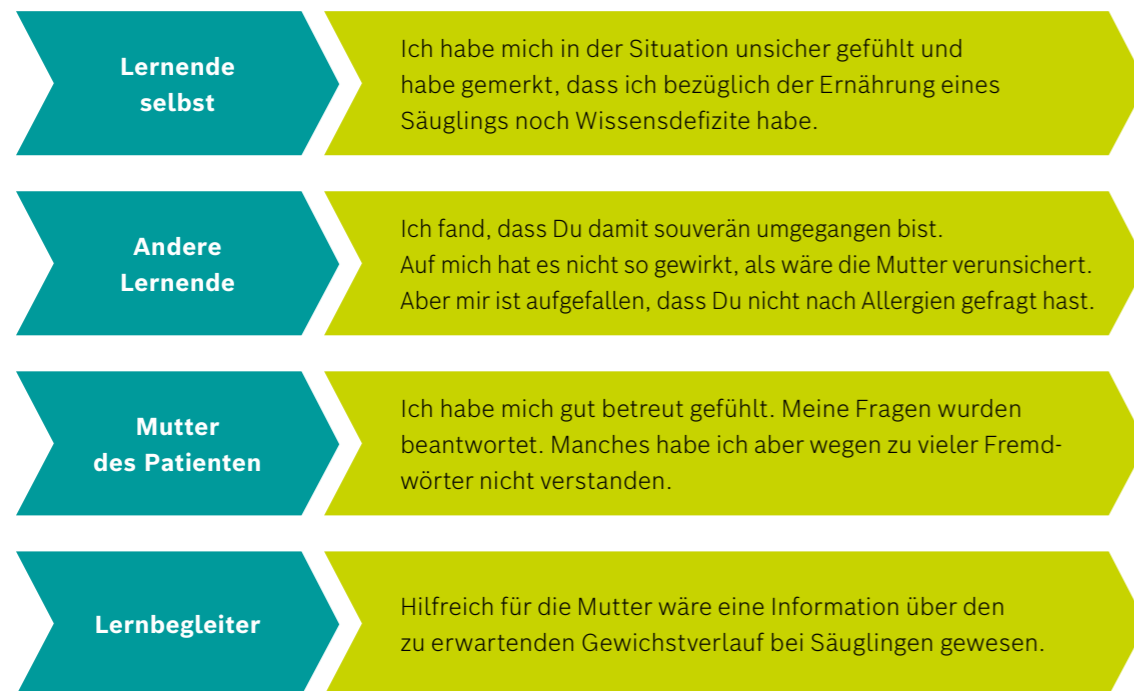 Lernende
selbst
Ich habe mich in der Situation unsicher gefühlt und
habe gemerkt, dass ich bezüglich der Ernährung eines
Säuglings noch Wissensdefizite habe.
Andere
Lernende
Ich fand, dass Du damit souverän umgegangen bist.
Auf mich hat es nicht so gewirkt, als wäre die Mutter verunsichert.
Aber mir ist aufgefallen, dass Du nicht nach Allergien gefragt hast.
Mutter
des Patienten
Ich habe mich gut betreut gefühlt. Meine Fragen wurden
beantwortet. Manches habe ich aber wegen zu vieler Fremd-
wörter nicht verstanden.
Lernbegleiter
Hilfreich für die Mutter wäre eine Information über den
zu erwartenden Gewichstverlauf bei Säuglingen gewesen.